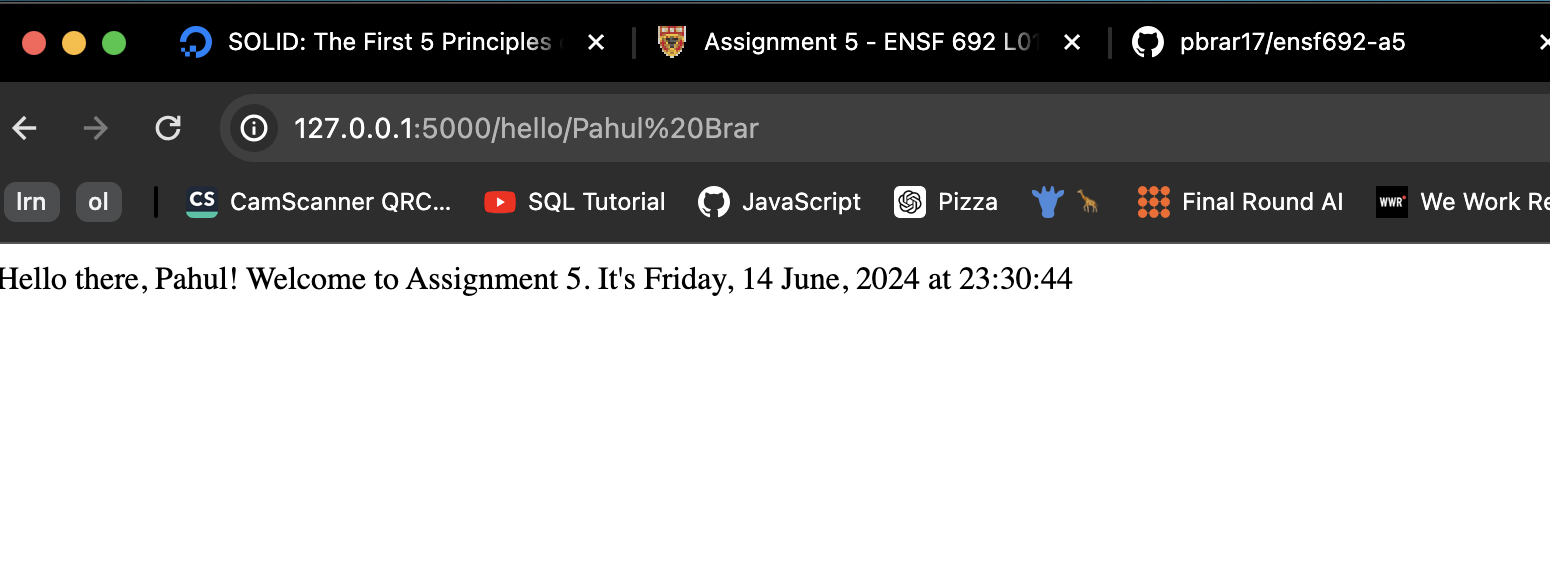 SOLID: The First 5 Principles Assignment 5 - ENSF 692 L01 pbrar17/ensf692-a5
127.0.0.1:5000/hello/Pahul%20Brar
lrn ol CS CamScanner QRC... SQL Tutorial JavaScript Pizza Final Round AI WWR We Work Re
Hello there, Pahul! Welcome to Assignment 5. It's Friday, 14 June, 2024 at 23:30:44